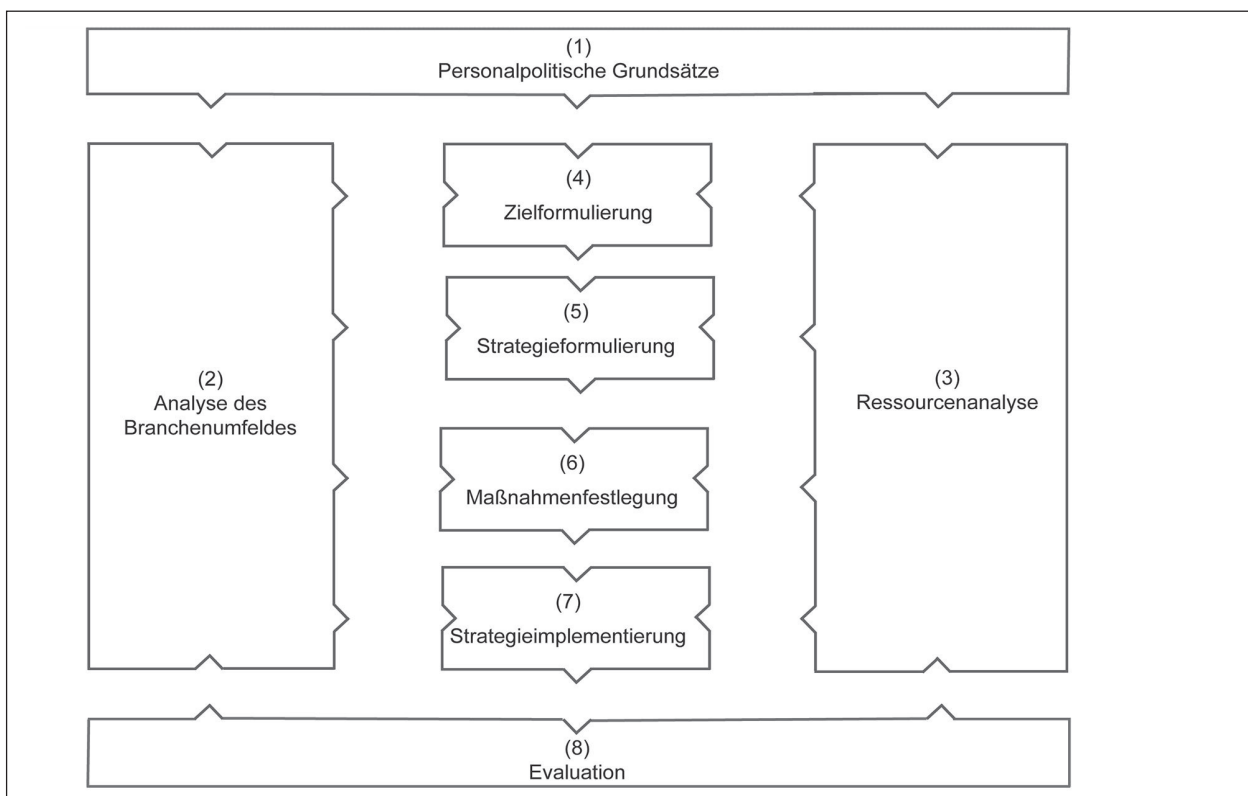 (1)
Personalpolitische Grundsätze
(2)
Analyse des
Branchenumfeldes
(3)
Ressourcenanalyse
(4)
Zielformulierung
(5)
Strategieformulierung
(6)
Maßnahmenfestlegung
(7)
Strategieimplementierung
(8)
Evaluation